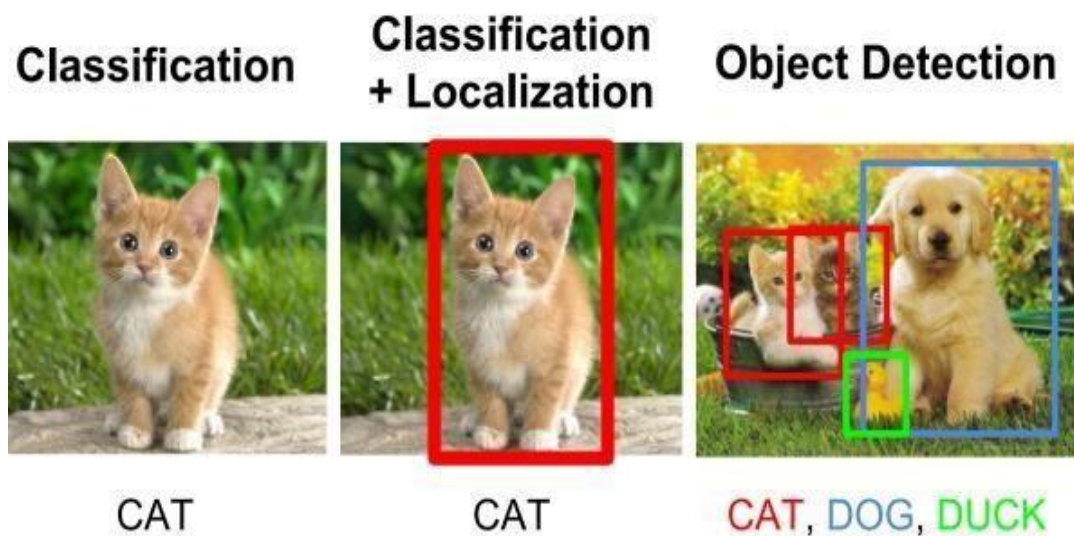 Classification
Classification
+ Localization
Object Detection
CAT
CAT
CAT, DOG, DUCK